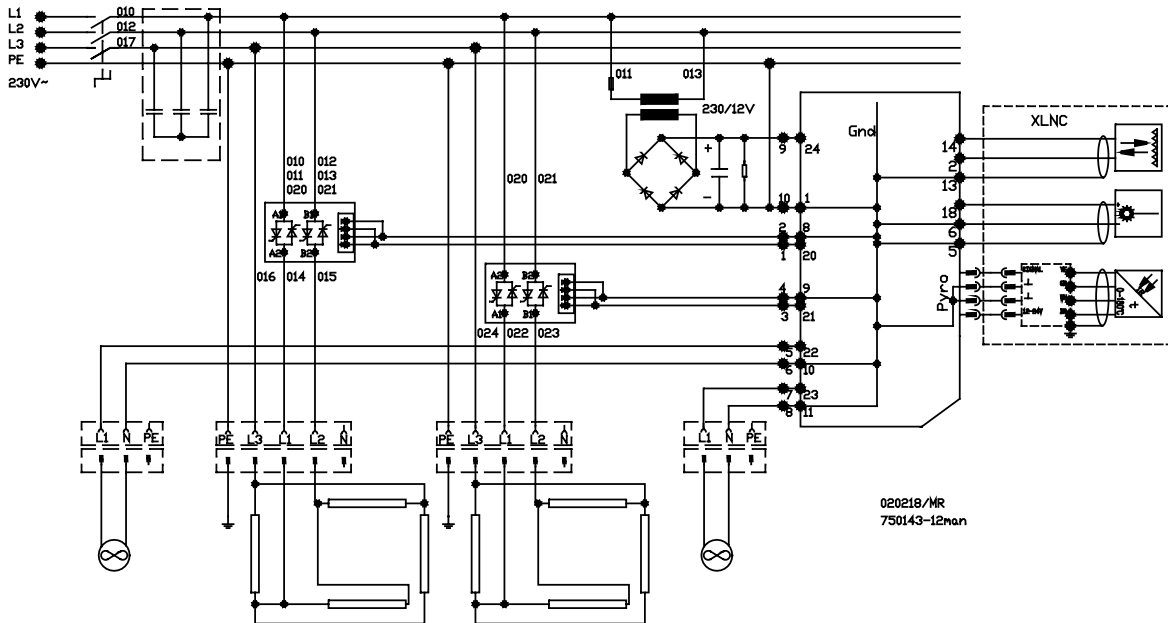 L1
L2
L3
PE
230V~
010
012
017
011
013
230/12V
+
-
Gnd
XLNC
9
24
10
1
2
8
1
20
4
9
3
21
5
22
6
10
7
23
8
11
14
2
13
18
6
5
Pyro
12-24V
0-180°C
010
011
020
012
013
021
A1
B1
A2
B2
016
014
015
020
021
A2
B2
A1
B1
024
022
023
L1
N
PE
PE
L3
L1
L2
N
PE
L3
L1
L2
N
L1
N
PE
020218/MR
750143-12man